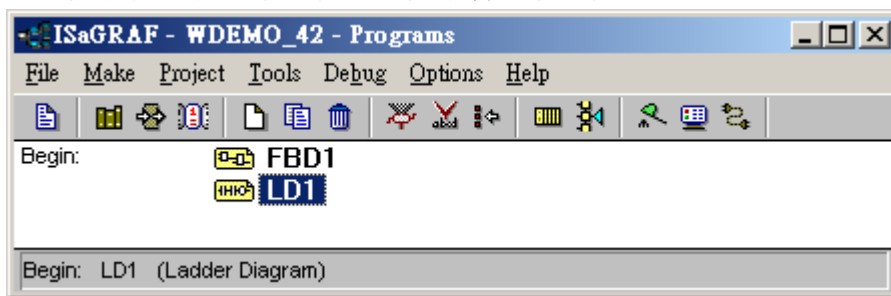 ISaGRAF - WDEMO_42 - Programs
File Make Project Tools Debug Options Help
Begin: FBD1
LD1
Begin: LD1 (Ladder Diagram)